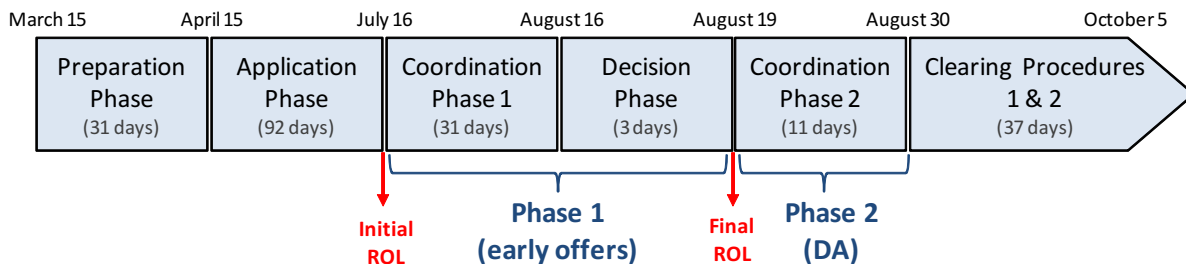 March 15 April 15 July 16 August 16 August 19 August 30 October 5
Preparation Application Coordination Decision Coordination Clearing Procedures
Phase Phase Phase 1 Phase Phase 2 1 & 2
(31 days) (92 days) (31 days) (3 days) (11 days) (37 days)
Initial Phase 1 Final Phase 2
ROL (early offers) ROL (DA)